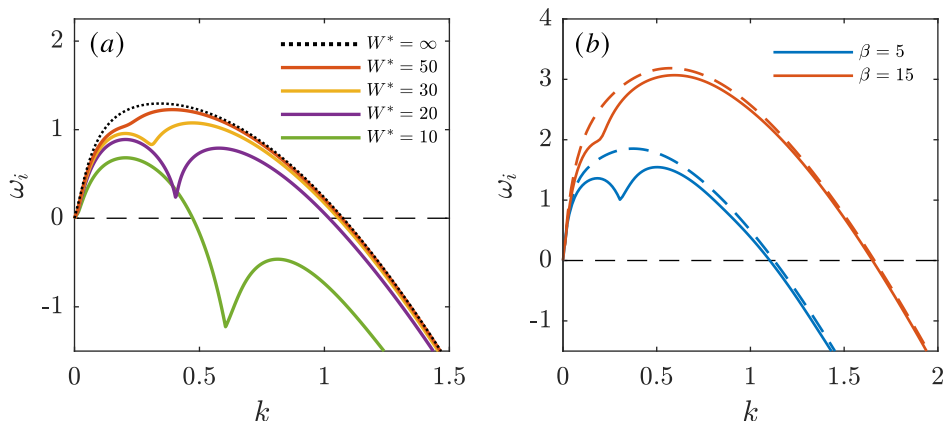 (a)
W* = ∞
W* = 50
W* = 30
W* = 20
W* = 10
2
1
0
-1
ω_i
0 0.5 1 1.5
k
(b)
β = 5
β = 15
4
3
2
1
0
-1
ω_i
0 0.5 1 1.5 2
k